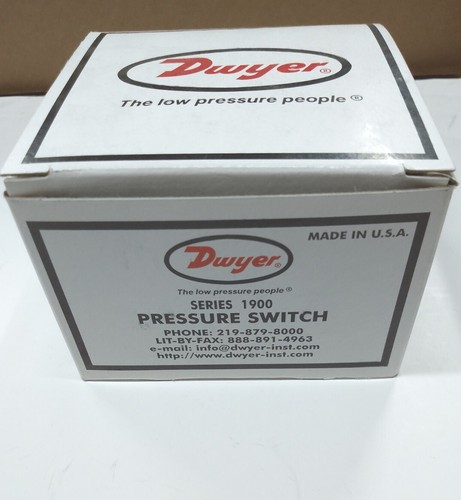 Dwyer®
The low pressure people®
MADE IN U.S.A.
Dwyer®
The low pressure people®
SERIES 1900
PRESSURE SWITCH
PHONE: 219-879-8000
LIT-BY-FAX: 888-891-4963
e-mail: info@dwyer-inst.com
http://www.dwyer-inst.com